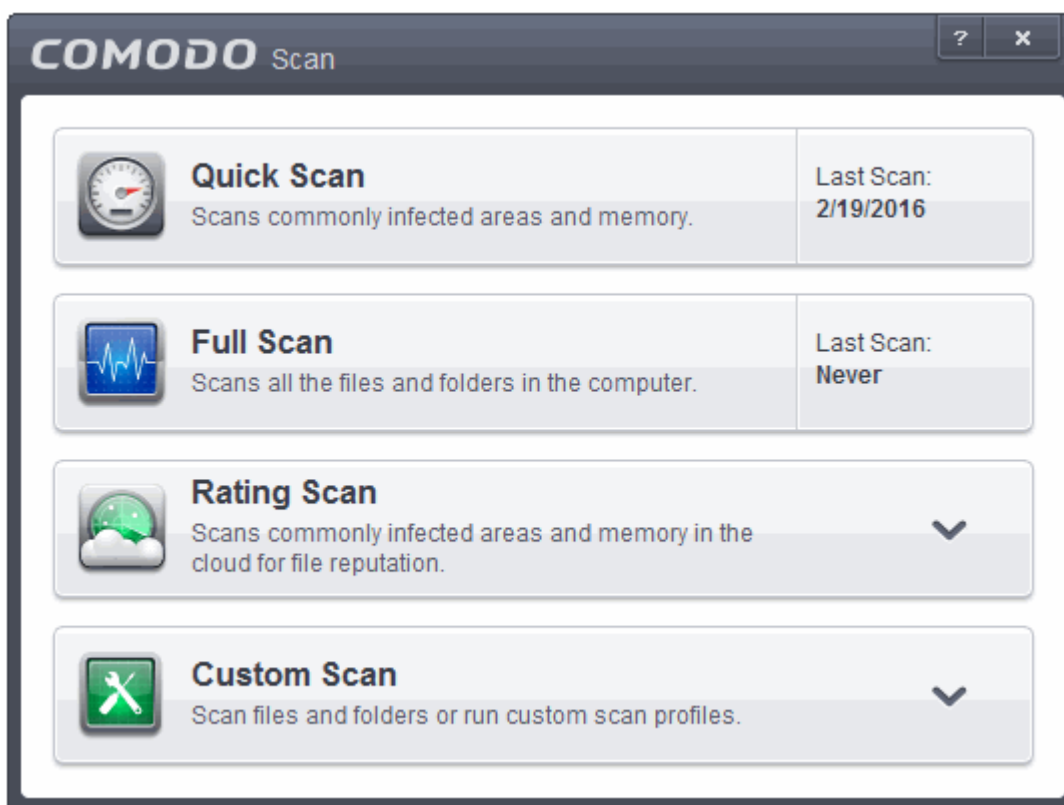 COMODO Scan
?
×
Quick Scan
Scans commonly infected areas and memory.
Last Scan:
2/19/2016
Full Scan
Scans all the files and folders in the computer.
Last Scan:
Never
Rating Scan
Scans commonly infected areas and memory in the
cloud for file reputation.
Custom Scan
Scan files and folders or run custom scan profiles.